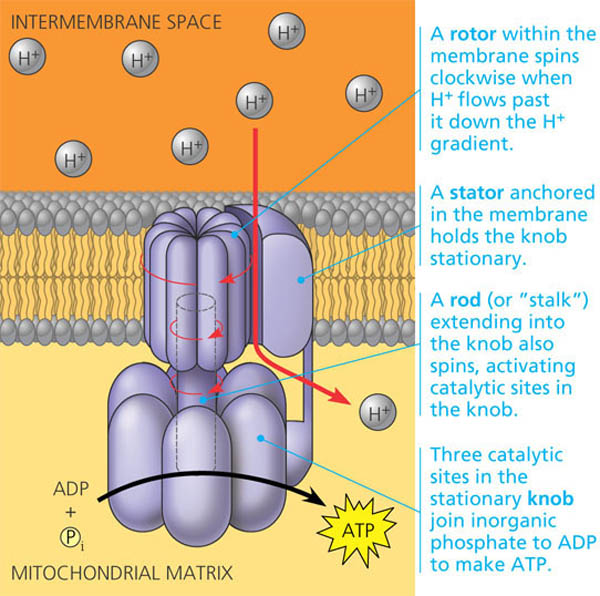 INTERMEMBRANE SPACE
H+
H+
H+
H+
H+
H+
H+
A rotor within the
membrane spins
clockwise when
H+ flows past
it down the H+
gradient.
A stator anchored
in the membrane
holds the knob
stationary.
A rod (or "stalk")
extending into
the knob also
spins, activating
catalytic sites in
the knob.
H+
Three catalytic
sites in the
stationary knob
join inorganic
phosphate to ADP
to make ATP.
ADP
+
P i
ATP
MITOCHONDRIAL MATRIX